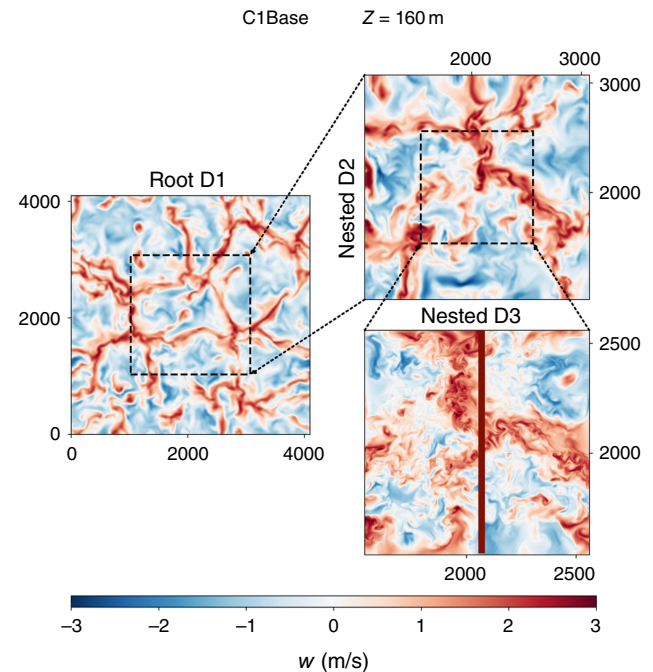 C1Base Z = 160 m
2000 3000
3000
2000
Nested D2
Root D1
4000
2000
0
0 2000 4000
Nested D3
2500
2000
2000 2500
−3 −2 −1 0 1 2 3
w (m/s)